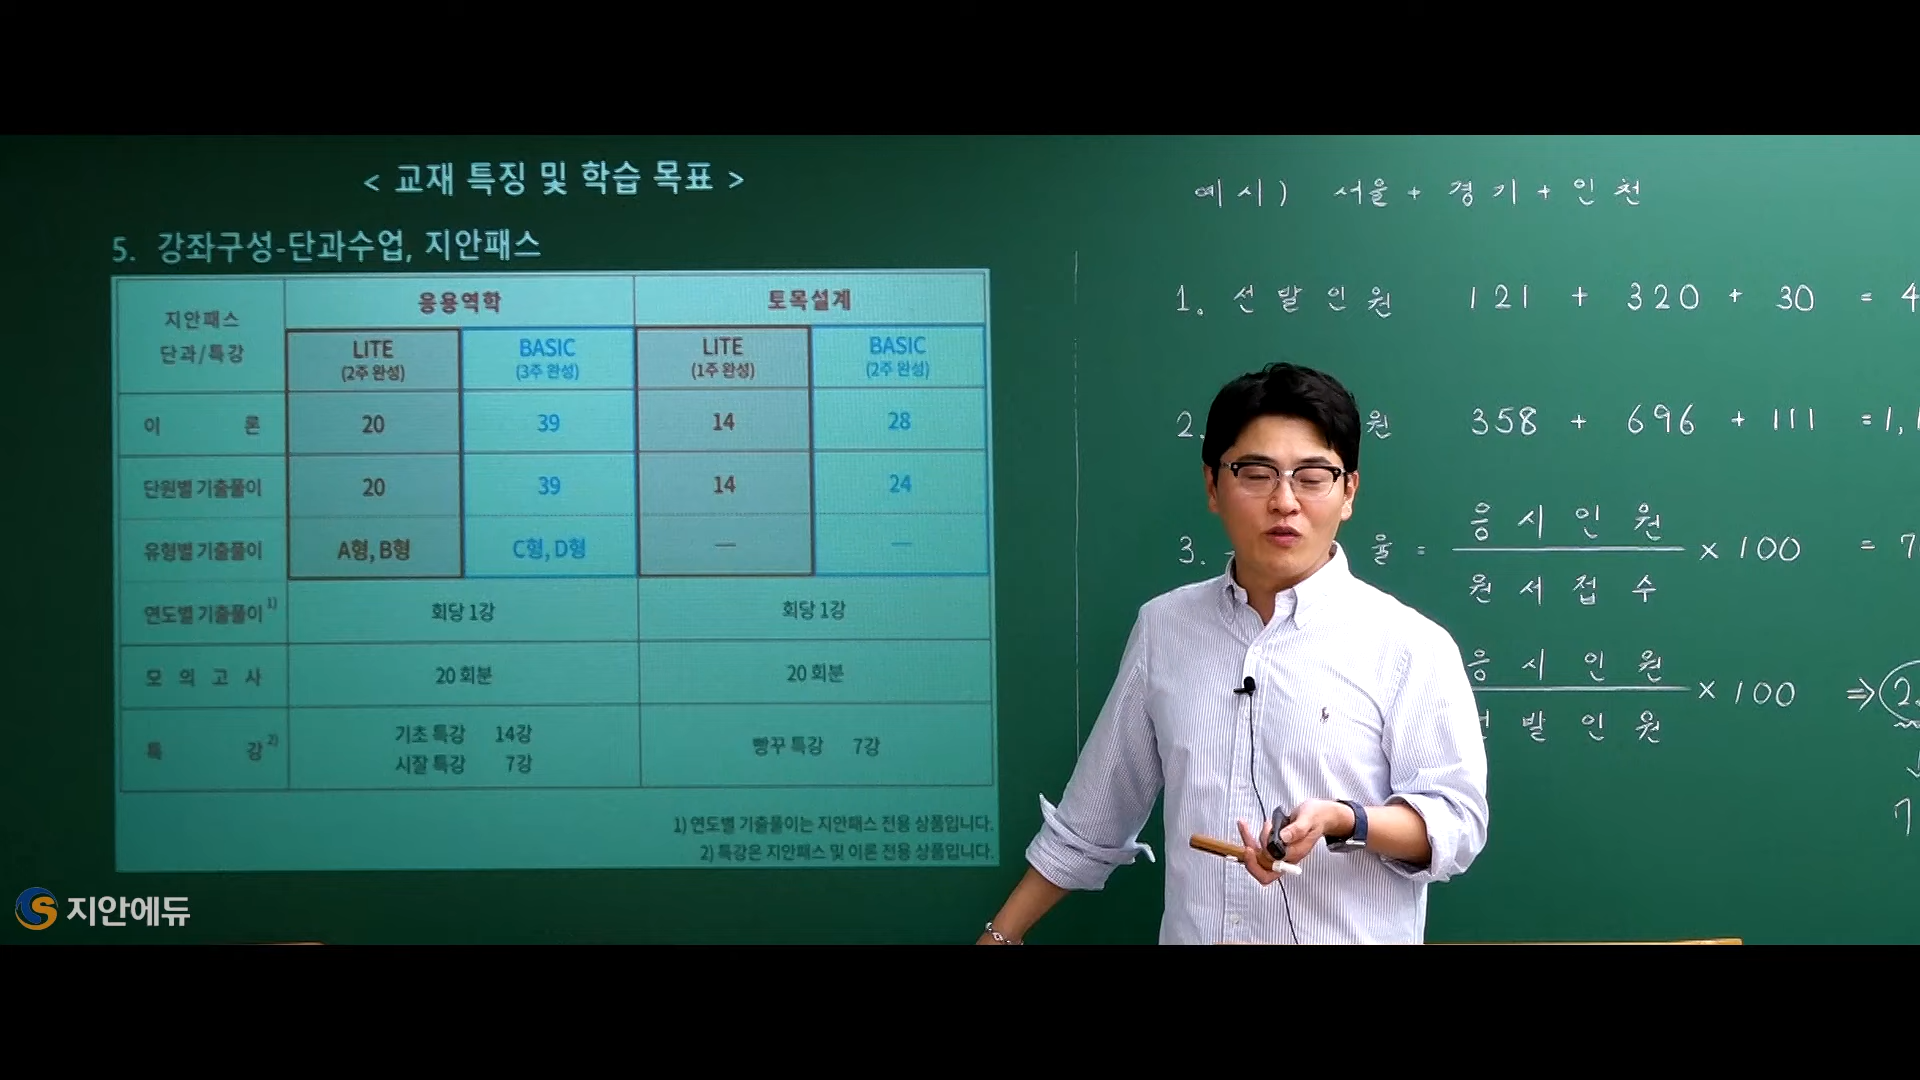 < 교재 특징 및 학습 목표 >
5. 강좌구성-단과수업, 지안패스
지안패스
단과/특강
응용역학
토목설계
LITE
(2주 완성)
BASIC
(3주 완성)
LITE
(1주 완성)
BASIC
(2주 완성)
이 론 20 39 14 28
단원별 기출풀이 20 39 14 24
유형별 기출풀이 A형, B형 C형, D형 — —
연도별 기출풀이 1) 회당 1강 회당 1강
모 의 고 사 20 회분 20 회분
특 강 2)
기초 특강 14강
시잘 특강 7강
빵꾸 특강 7강
1) 연도별 기출풀이는 지안패스 전용 상품입니다.
2) 특강은 지안패스 및 이론 전용 상품입니다.
지안에듀
예시) 서울 + 경기 + 인천
1. 선발인원 121 + 320 + 30 = 4
2. 원 358 + 696 + 111 = 1,1
3. 율 = 응시인원 / 원서접수 × 100 = 7
응시인원
발인원 × 100 ⇒ 2